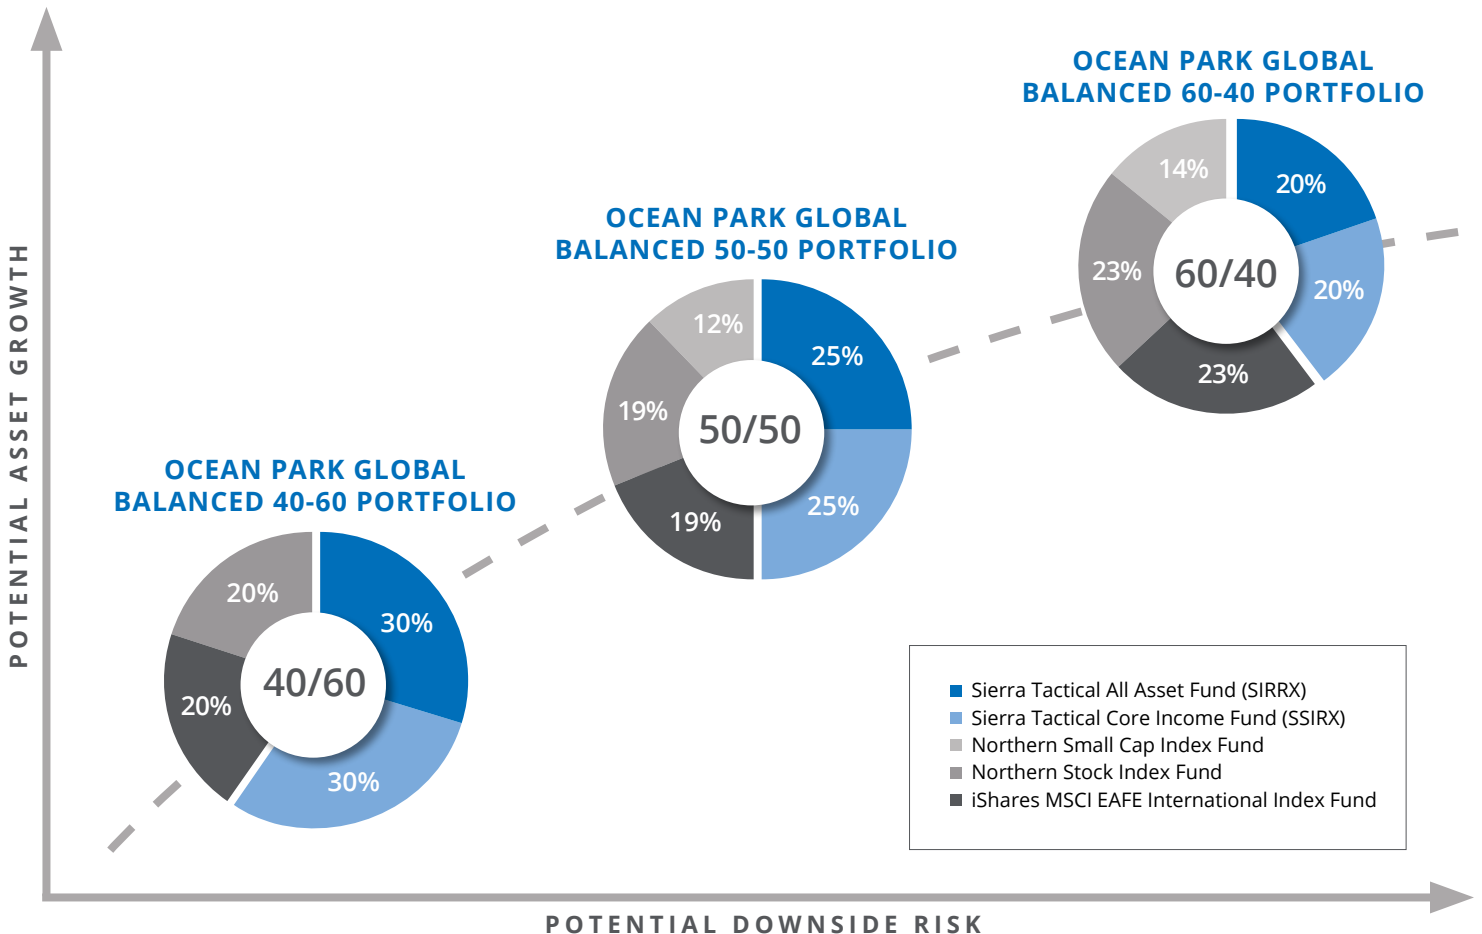 OCEAN PARK GLOBAL
BALANCED 60-40 PORTFOLIO
14%
20%
23%
60/40
20%
23%
OCEAN PARK GLOBAL
BALANCED 50-50 PORTFOLIO
12%
25%
19%
50/50
19%
25%
OCEAN PARK GLOBAL
BALANCED 40-60 PORTFOLIO
20%
30%
40/60
20%
30%
POTENTIAL ASSET GROWTH
Sierra Tactical All Asset Fund (SIRRX)
Sierra Tactical Core Income Fund (SSIRX)
Northern Small Cap Index Fund
Northern Stock Index Fund
iShares MSCI EAFE International Index Fund
POTENTIAL DOWNSIDE RISK